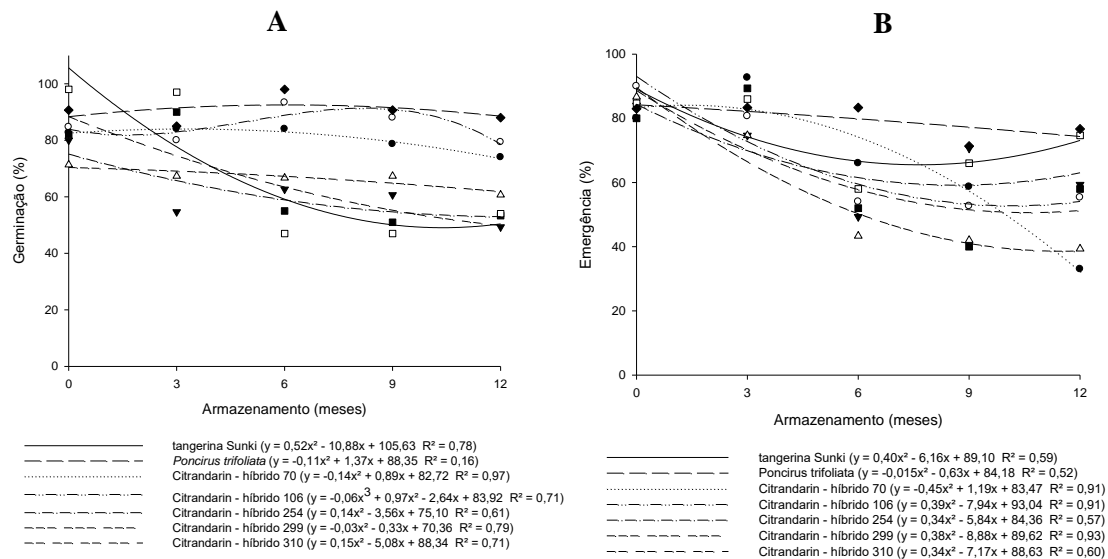 A
B
Germinação (%)
100
80
60
40
20
0
0 3 6 9 12
Armazenamento (meses)
tangerina Sunki (y = 0,52x² - 10,88x + 105,63 R² = 0,78)
Poncirus trifoliata (y = -0,11x² + 1,37x + 88,35 R² = 0,16)
Citrandarin - híbrido 70 (y = -0,14x² + 0,89x + 82,72 R² = 0,97)
Citrandarin - híbrido 106 (y = -0,06x³ + 0,97x² - 2,64x + 83,92 R² = 0,71)
Citrandarin - híbrido 254 (y = 0,14x² - 3,56x + 75,10 R² = 0,61)
Citrandarin - híbrido 299 (y = -0,03x² - 0,33x + 70,36 R² = 0,79)
Citrandarin - híbrido 310 (y = 0,15x² - 5,08x + 88,34 R² = 0,71)
Emergência (%)
100
80
60
40
20
0
0 3 6 9 12
Armazenamento (meses)
tangerina Sunki (y = 0,40x² - 6,16x + 89,10 R² = 0,59)
Poncirus trifoliata (y = -0,015x² - 0,63x + 84,18 R² = 0,52)
Citrandarin - híbrido 70 (y = -0,45x² + 1,19x + 83,47 R² = 0,91)
Citrandarin - híbrido 106 (y = 0,39x² - 7,94x + 93,04 R² = 0,91)
Citrandarin - híbrido 254 (y = 0,34x² - 5,84x + 84,36 R² = 0,57)
Citrandarin - híbrido 299 (y = 0,38x² - 8,88x + 89,62 R² = 0,93)
Citrandarin - híbrido 310 (y = 0,34x² - 7,17x + 88,63 R² = 0,60)